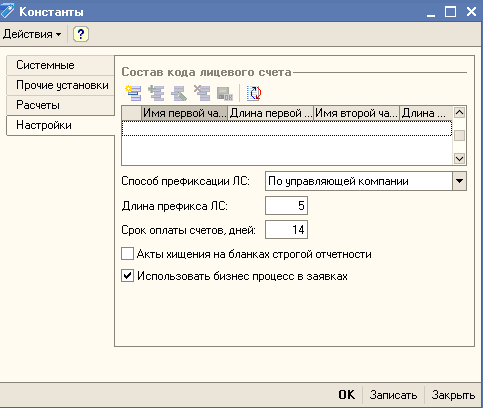 Константы
Действия
?
Системные
Прочие установки
Расчеты
Настройки
Состав кода лицевого счета
Имя первой ча... Длина первой ... Имя второй ча... Длина ...
Способ префиксации ЛС: По управляющей компании
Длина префикса ЛС: 5
Срок оплаты счетов, дней: 14
Акты хищения на бланках строгой отчетности
Использовать бизнес процесс в заявках
OK Записать Закрыть